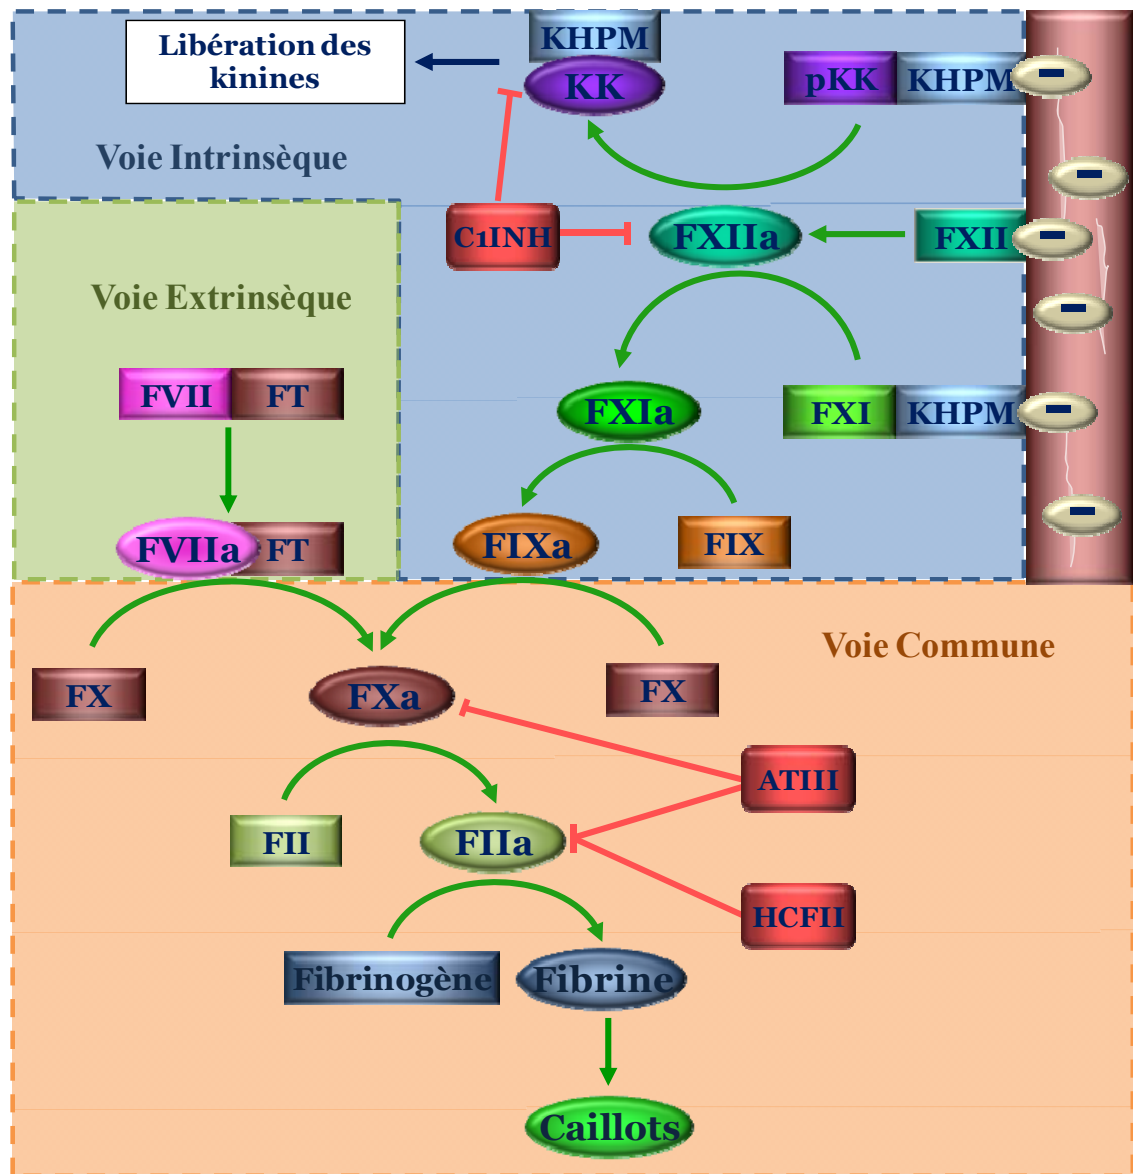 Libération des
kinines
KHPM
KK
pKK
KHPM
Voie Intrinsèque
C1INH
FXIIa
FXII
Voie Extrinsèque
FVII
FT
FXIa
FXI
KHPM
FVIIa
FT
FIXa
FIX
Voie Commune
FX
FXa
FX
ATIII
FII
FIIa
HCFII
Fibrinogène
Fibrine
Caillots